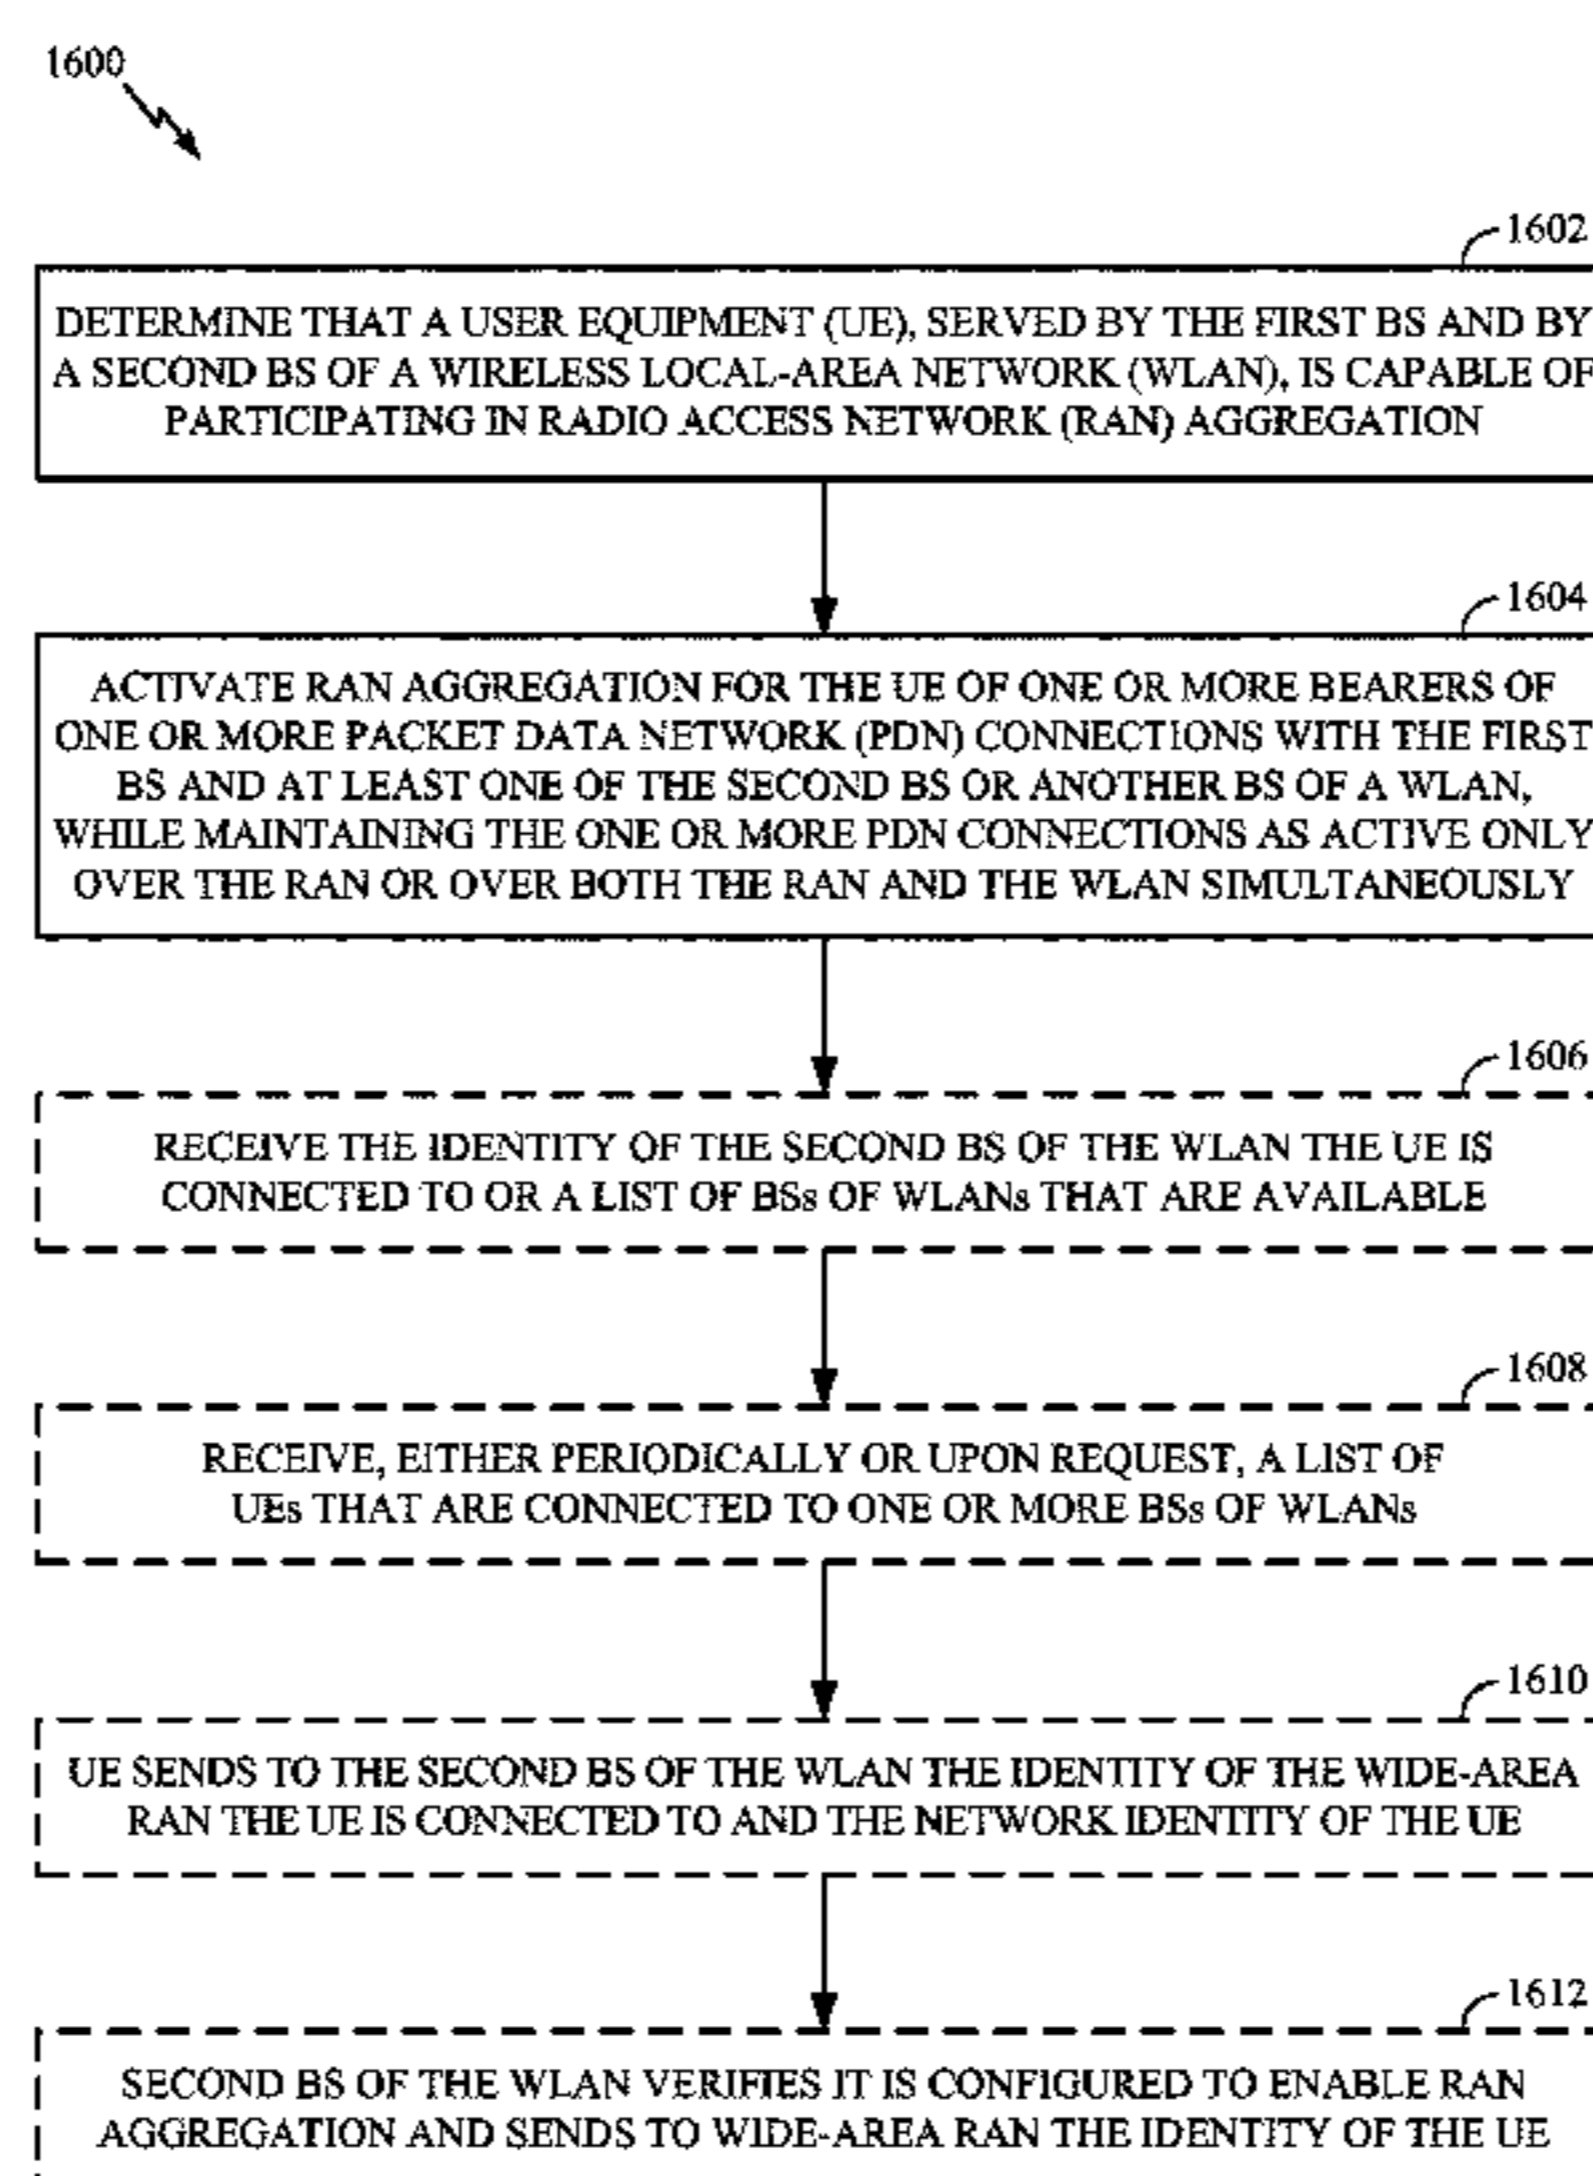 1600
1602
DETERMINE THAT A USER EQUIPMENT (UE), SERVED BY THE FIRST BS AND BY
A SECOND BS OF A WIRELESS LOCAL-AREA NETWORK (WLAN), IS CAPABLE OF
PARTICIPATING IN RADIO ACCESS NETWORK (RAN) AGGREGATION
1604
ACTIVATE RAN AGGREGATION FOR THE UE OF ONE OR MORE BEARERS OF
ONE OR MORE PACKET DATA NETWORK (PDN) CONNECTIONS WITH THE FIRST
BS AND AT LEAST ONE OF THE SECOND BS OR ANOTHER BS OF A WLAN,
WHILE MAINTAINING THE ONE OR MORE PDN CONNECTIONS AS ACTIVE ONLY
OVER THE RAN OR OVER BOTH THE RAN AND THE WLAN SIMULTANEOUSLY
1606
RECEIVE THE IDENTITY OF THE SECOND BS OF THE WLAN THE UE IS
CONNECTED TO OR A LIST OF BSs OF WLANs THAT ARE AVAILABLE
1608
RECEIVE, EITHER PERIODICALLY OR UPON REQUEST, A LIST OF
UEs THAT ARE CONNECTED TO ONE OR MORE BSs OF WLANs
1610
UE SENDS TO THE SECOND BS OF THE WLAN THE IDENTITY OF THE WIDE-AREA
RAN THE UE IS CONNECTED TO AND THE NETWORK IDENTITY OF THE UE
1612
SECOND BS OF THE WLAN VERIFIES IT IS CONFIGURED TO ENABLE RAN
AGGREGATION AND SENDS TO WIDE-AREA RAN THE IDENTITY OF THE UE